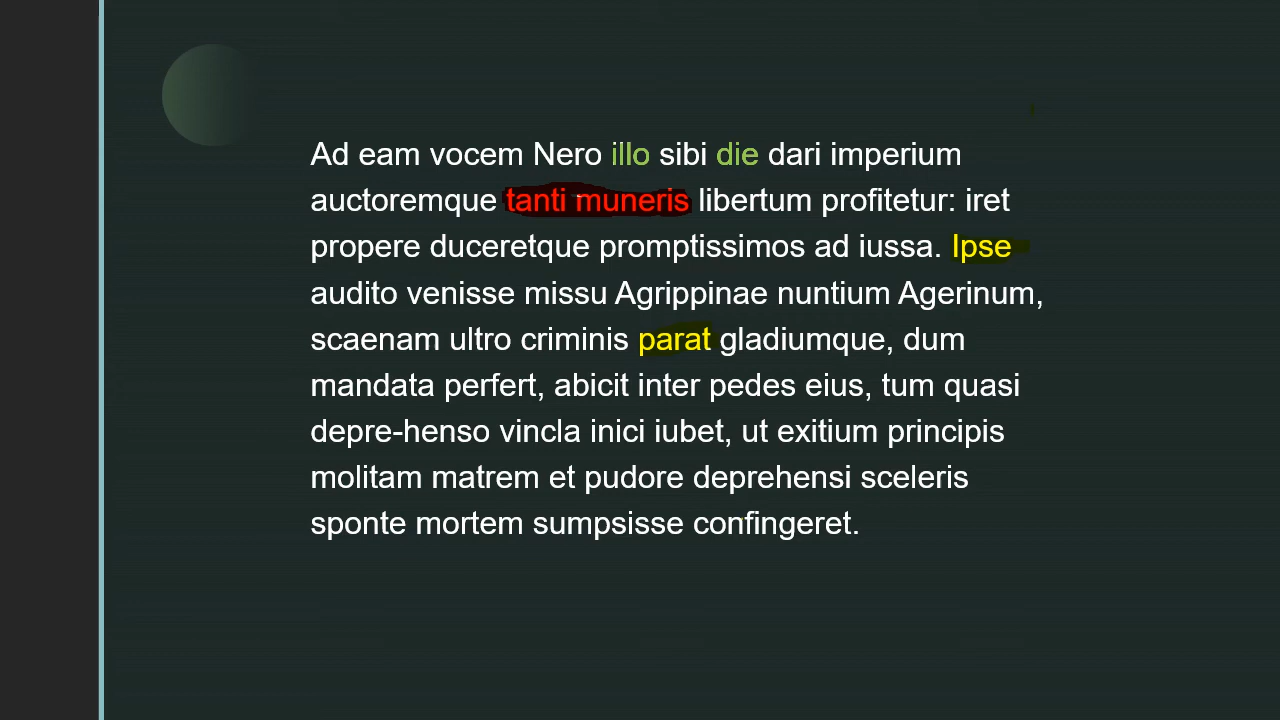 Ad eam vocem Nero illo sibi die dari imperium
auctoremque tanti muneris libertum profitetur: iret
propere duceretque promptissimos ad iussa. Ipse
audito venisse missu Agrippinae nuntium Agerinum,
scaenam ultro criminis parat gladiumque, dum
mandata perfert, abicit inter pedes eius, tum quasi
depre-henso vincla inici iubet, ut exitium principis
molitam matrem et pudore deprehensi sceleris
sponte mortem sumpsisse confingeret.